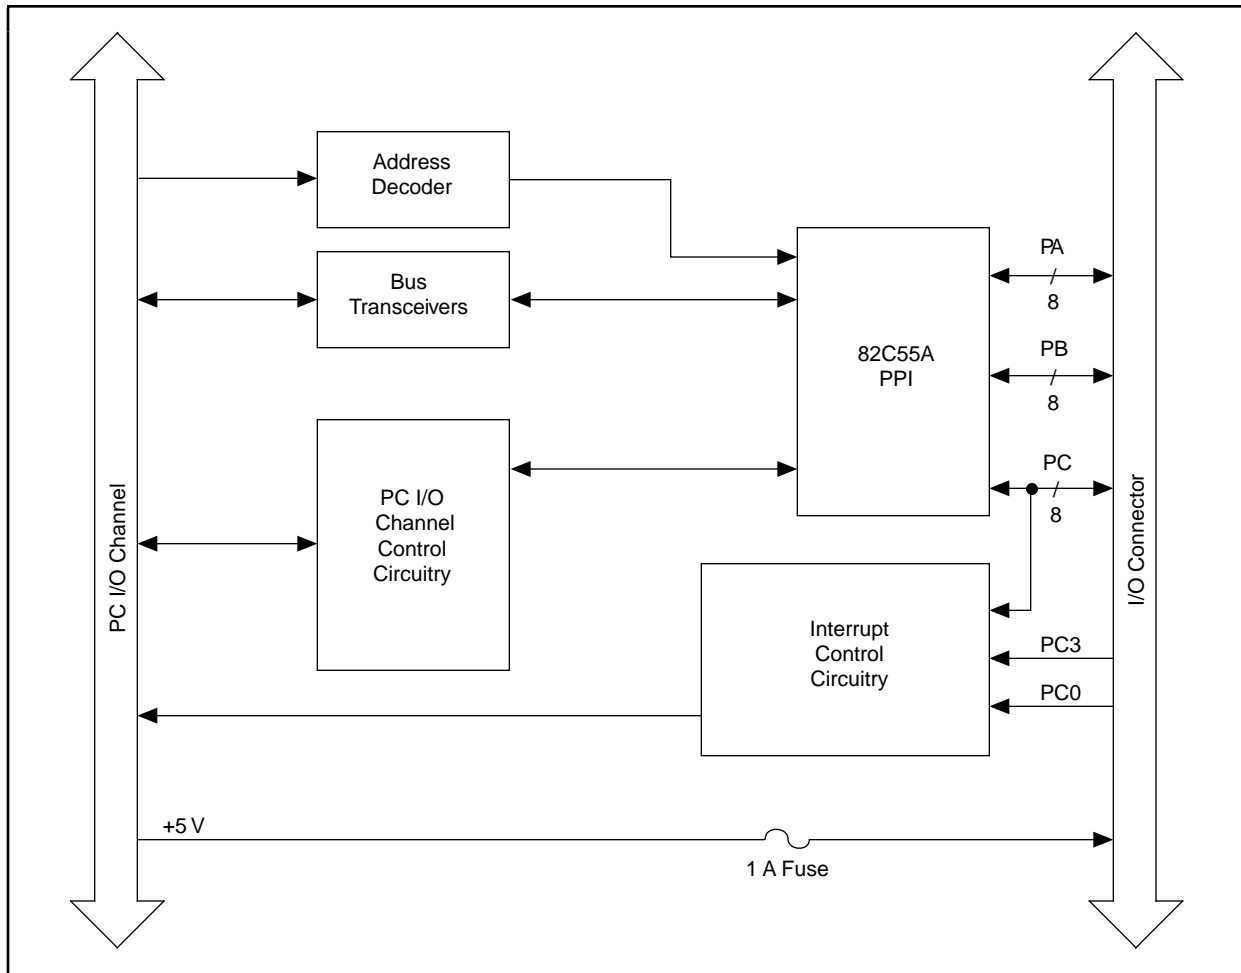 Address
Decoder
Bus
Transceivers
82C55A
PPI
PA
8
PB
8
PC
8
PC I/O
Channel
Control
Circuitry
PC I/O Channel
I/O Connector
Interrupt
Control
Circuitry
PC3
PC0
+5 V
1 A Fuse